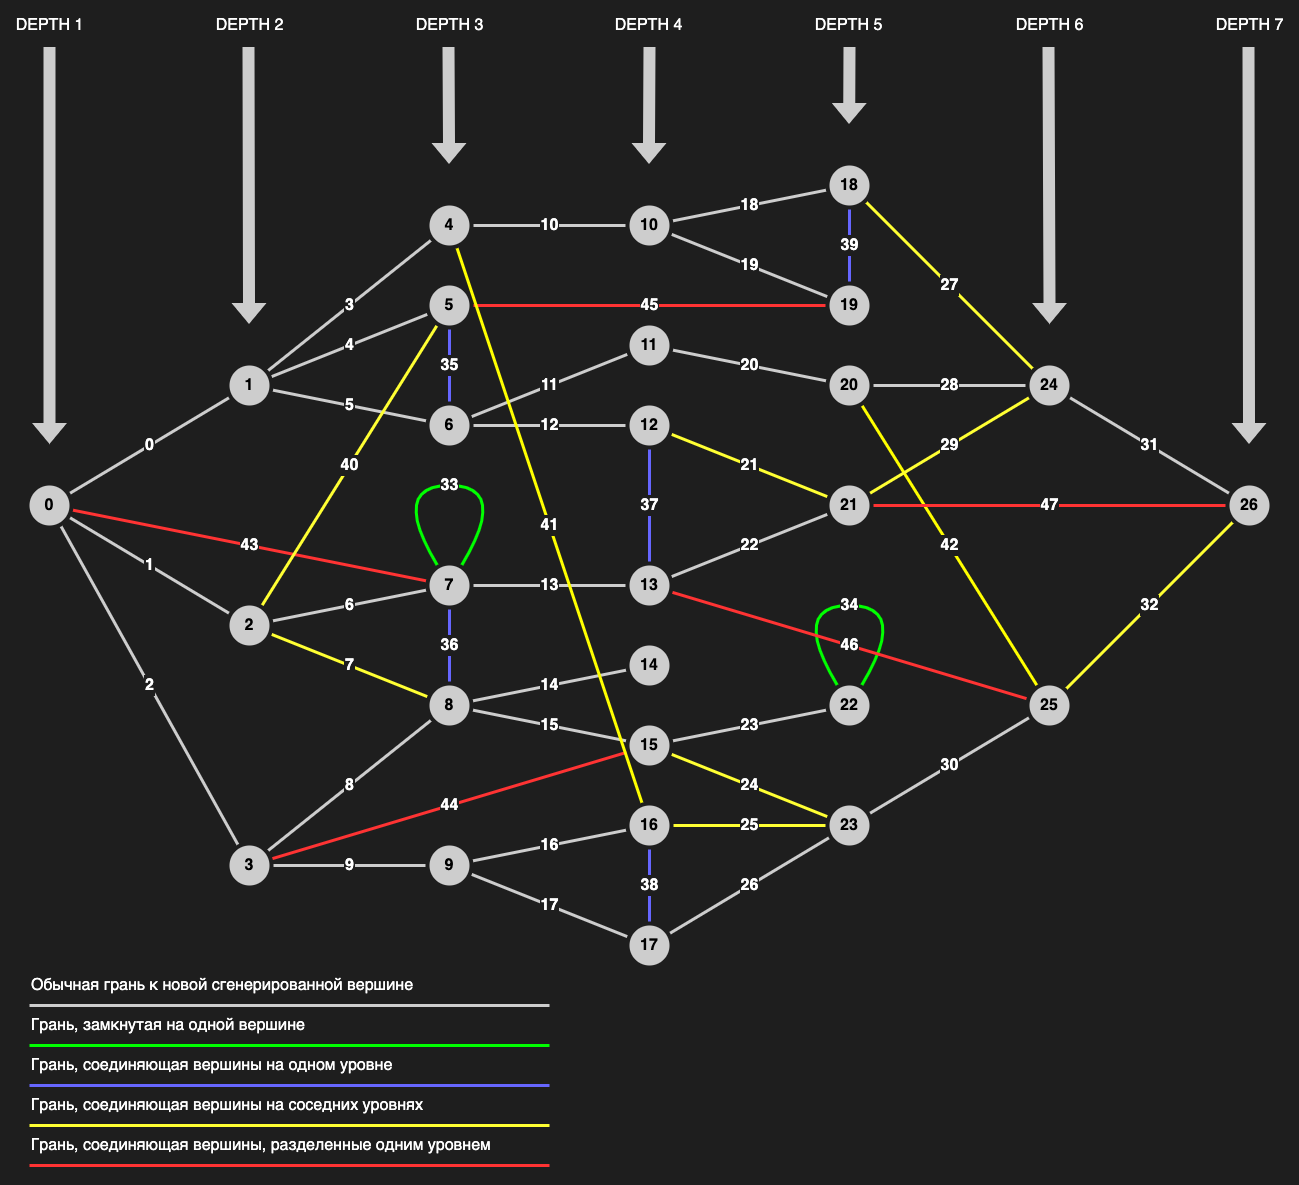 DEPTH 1 DEPTH 2 DEPTH 3 DEPTH 4 DEPTH 5 DEPTH 6 DEPTH 7
18
4 10 10 18
39
19 27
3 5 45 19
4 11
35 20
1 11 20 28 24
5
6 12 12
0 29 31
40 21
33
0 37 21 47 26
41
43 22 42
1
7 13 13
6 34 32
2
36 46
7 14
2 14
8 22 25
15 23
15
30
8 24
44
16 25 23
16
3 9 9
38 26
17
17
Обычная грань к новой сгенерированной вершине
Грань, замкнутая на одной вершине
Грань, соединяющая вершины на одном уровне
Грань, соединяющая вершины на соседних уровнях
Грань, соединяющая вершины, разделенные одним уровнем